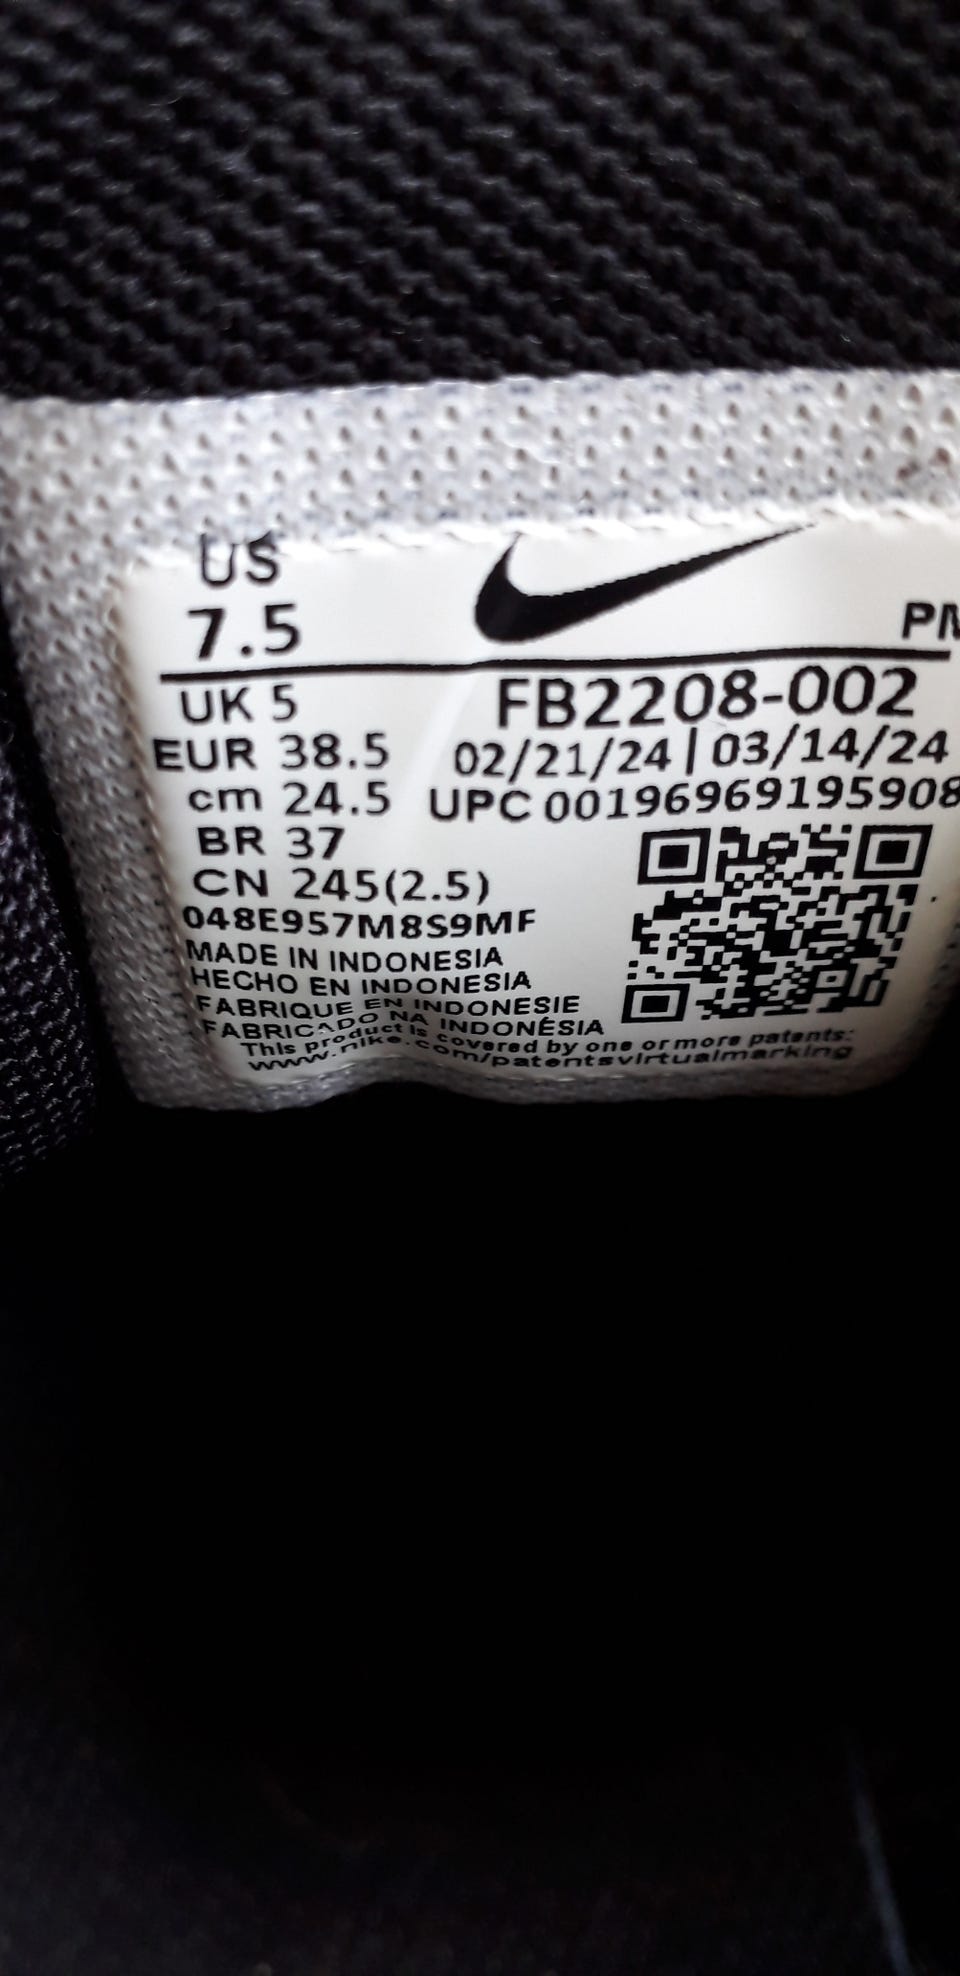 US
7.5
UK 5
EUR 38.5
cm 24.5
BR 37
CN 245(2.5)
FB2208-002
02/21/24 | 03/14/24
UPC 00196969195908
048E957M8S9MF
MADE IN INDONESIA
HECHO EN INDONESIA
FABRIQUE EN INDONESIE
FABRICADO NA INDONÉSIA
This product is covered by one or more patents:
www.nike.com/patentsvirtualmarking